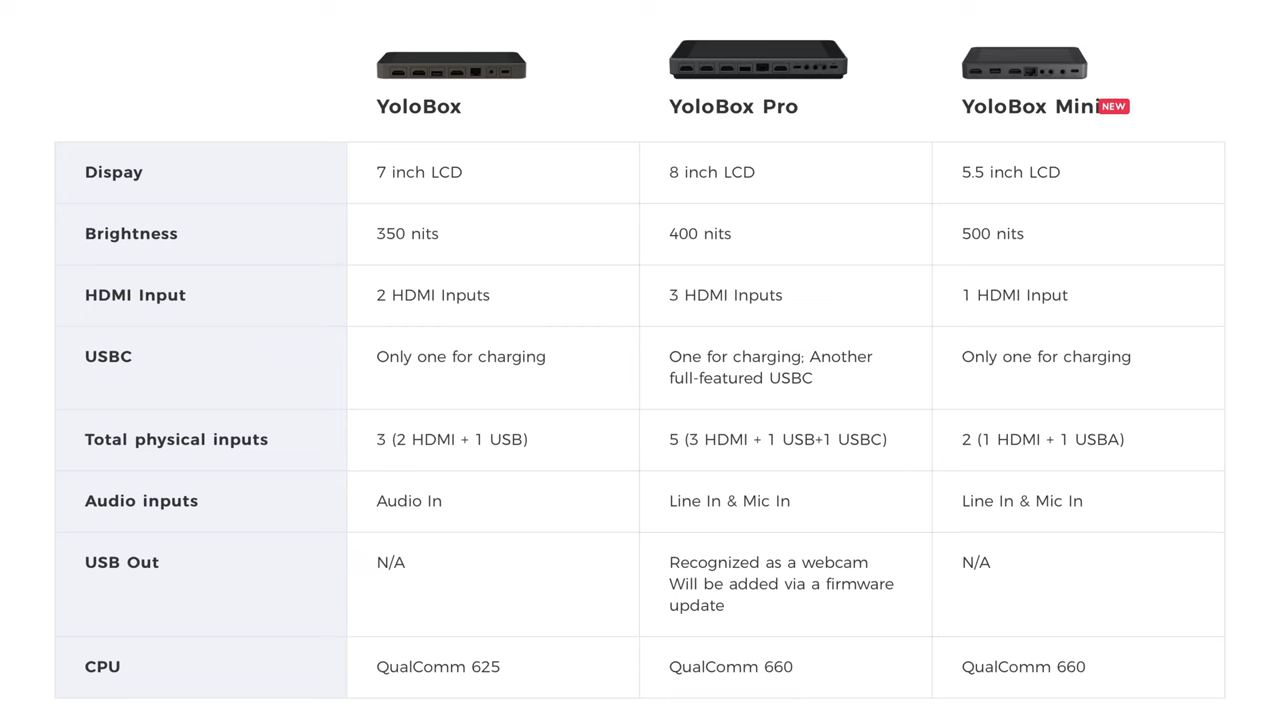 YoloBox
YoloBox Pro
YoloBox Mini NEW
Dispay
7 inch LCD
8 inch LCD
5.5 inch LCD
Brightness
350 nits
400 nits
500 nits
HDMI Input
2 HDMI Inputs
3 HDMI Inputs
1 HDMI Input
USBC
Only one for charging
One for charging; Another
full-featured USBC
Only one for charging
Total physical inputs
3 (2 HDMI + 1 USB)
5 (3 HDMI + 1 USB+1 USBC)
2 (1 HDMI + 1 USBA)
Audio inputs
Audio In
Line In & Mic In
Line In & Mic In
USB Out
N/A
Recognized as a webcam
Will be added via a firmware
update
N/A
CPU
QualComm 625
QualComm 660
QualComm 660